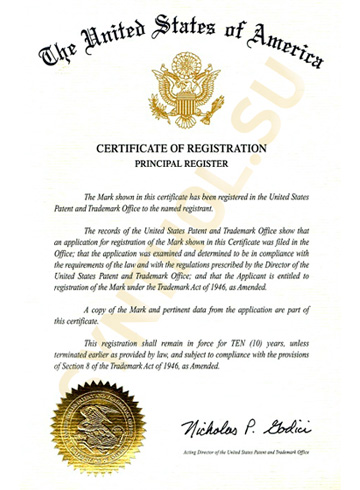 The United States of America
CERTIFICATE OF REGISTRATION
PRINCIPAL REGISTER
The Mark shown in this certificate has been registered in the United States
Patent and Trademark Office to the named registrant.
The records of the United States Patent and Trademark Office show that
an application for registration of the Mark shown in this Certificate was filed in the
Office; that the application was examined and determined to be in compliance with
the requirements of the law and with the regulations prescribed by the Director of the
United States Patent and Trademark Office; and that the Applicant is entitled to
registration of the Mark under the Trademark Act of 1946, as Amended.
A copy of the Mark and pertinent data from the application are part of
this certificate.
This registration shall remain in force for TEN (10) years, unless
terminated earlier as provided by law, and subject to compliance with the provisions
of Section 8 of the Trademark Act of 1946, as Amended.
Nicholas P. Godici
Acting Director of the United States Patent and Trademark Office